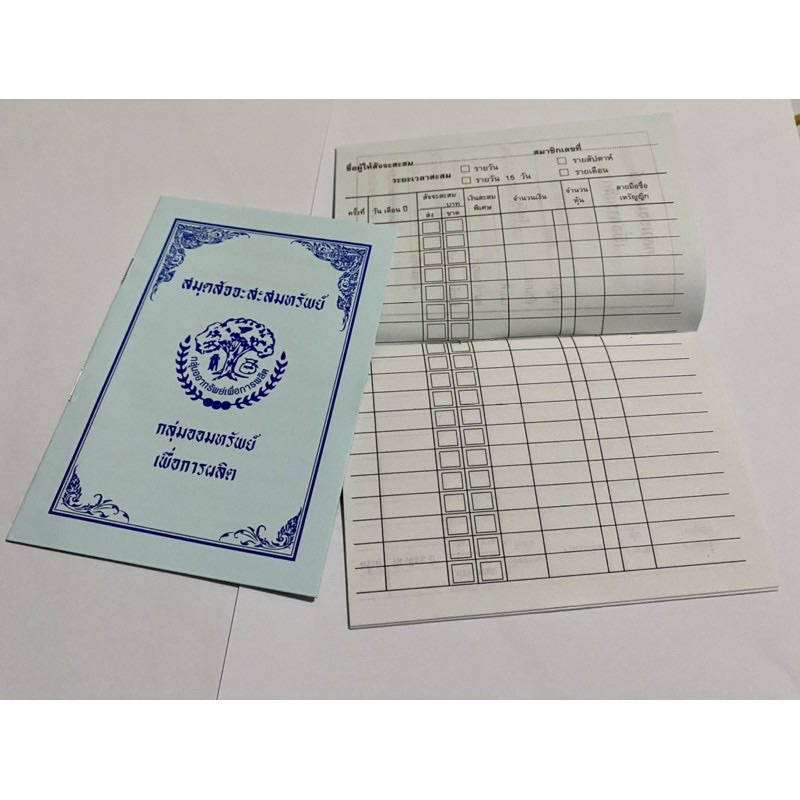 สมุดสัจจะสะสมทรัพย์
กลุ่มออมทรัพย์เพื่อการผลิต
กลุ่มออมทรัพย์
เพื่อการผลิต
ชื่อผู้ให้สัจจะสะสม สมาชิกเลขที่
ระยะเวลาสะสม รายวัน รายสัปดาห์
รายวัน 15 วัน รายเดือน
ครั้งที่ วัน เดือน ปี สัจจะสะสม บาท ส่ง ขาด เงินสะสม พิเศษ จำนวนเงิน จำนวน หุ้น ลายมือชื่อ เหรัญญิก